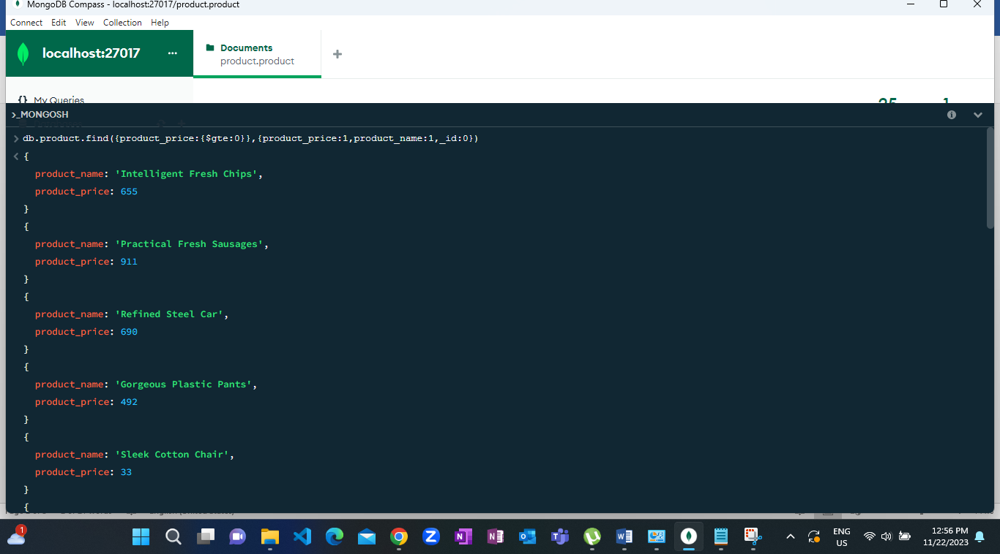 MongoDB Compass - localhost:27017/product.product
Connect Edit View Collection Help
localhost:27017 ...
Documents
product.product
+
{} My Queries
25 1
>_MONGOSH
db.product.find({product_price:{$gte:0}},{product_price:1,product_name:1,_id:0})
{
product_name: 'Intelligent Fresh Chips',
product_price: 655
}
{
product_name: 'Practical Fresh Sausages',
product_price: 911
}
{
product_name: 'Refined Steel Car',
product_price: 690
}
{
product_name: 'Gorgeous Plastic Pants',
product_price: 492
}
{
product_name: 'Sleek Cotton Chair',
product_price: 33
}
{
1
ENG
US
12:56 PM
11/22/2023